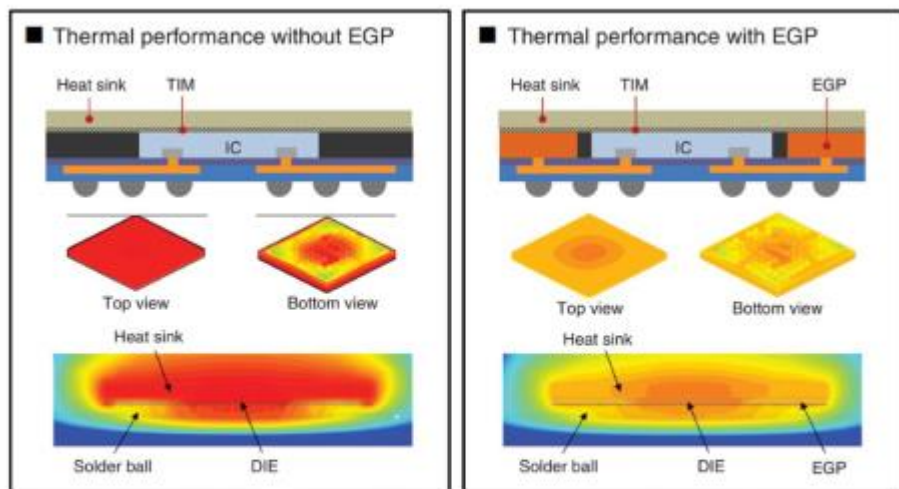 ■ Thermal performance without EGP
Heat sink
TIM
IC
Top view
Bottom view
Heat sink
Solder ball
DIE
■ Thermal performance with EGP
Heat sink
TIM
EGP
IC
Top view
Bottom view
Heat sink
Solder ball
DIE
EGP